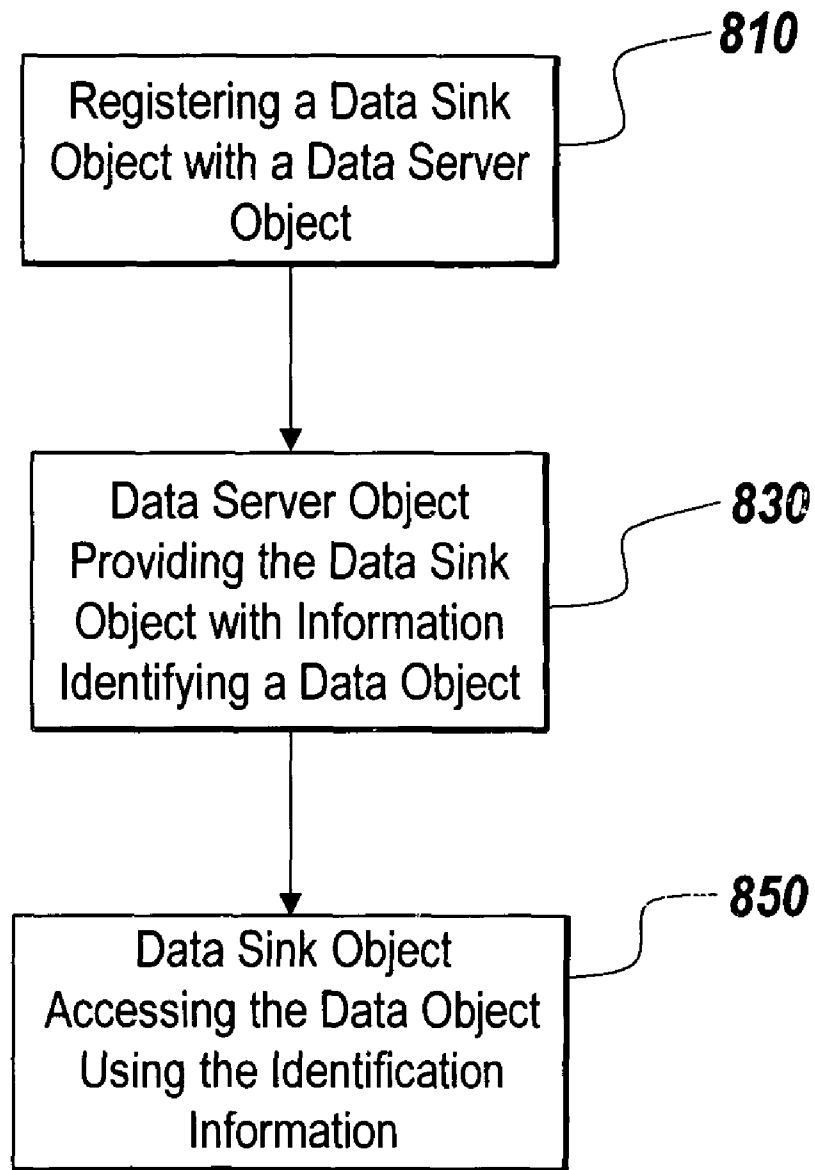 810
Registering a Data Sink
Object with a Data Server
Object
830
Data Server Object
Providing the Data Sink
Object with Information
Identifying a Data Object
850
Data Sink Object
Accessing the Data Object
Using the Identification
Information